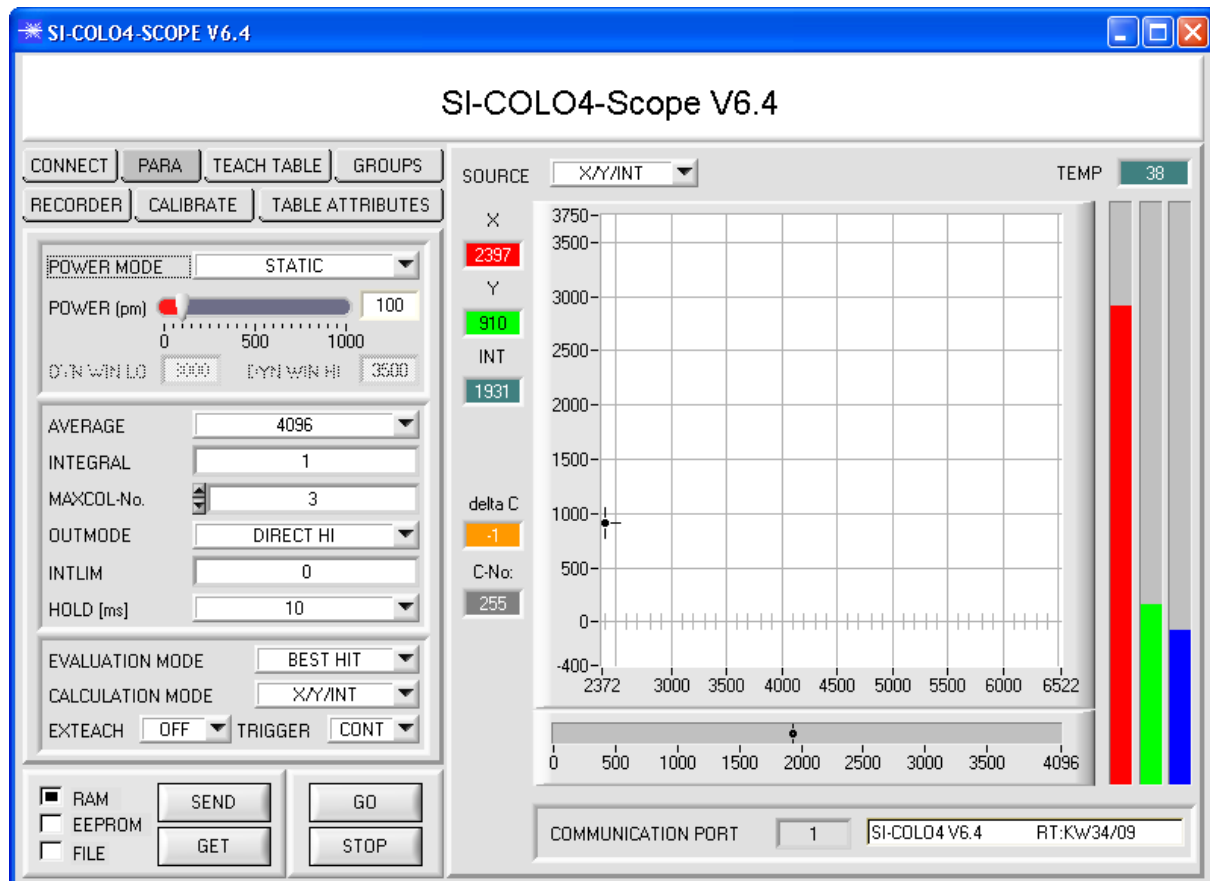 SI-COLO4-SCOPE V6.4
SI-COLO4-Scope V6.4
CONNECT PARA TEACH TABLE GROUPS
RECORDER CALIBRATE TABLE ATTRIBUTES
POWER MODE STATIC
POWER (pm) 100
0 500 1000
DYN WIN LO 3000 DYN WIN HI 3500
AVERAGE 4096
INTEGRAL 1
MAXCOL-No. 3
OUTMODE DIRECT HI
INTLIM 0
HOLD [ms] 10
EVALUATION MODE BEST HIT
CALCULATION MODE X/Y/INT
EXTEACH OFF TRIGGER CONT
RAM
EEPROM
FILE
SEND
GET
GO
STOP
SOURCE X/Y/INT
TEMP 38
X
2397
Y
910
INT
1931
delta C
-1
C-No:
255
3750
3500
3000
2500
2000
1500
1000
500
0
-400
2372 3000 3500 4000 4500 5000 5500 6000 6522
0 500 1000 1500 2000 2500 3000 3500 4096
COMMUNICATION PORT 1 SI-COLO4 V6.4 RT:KW34/09